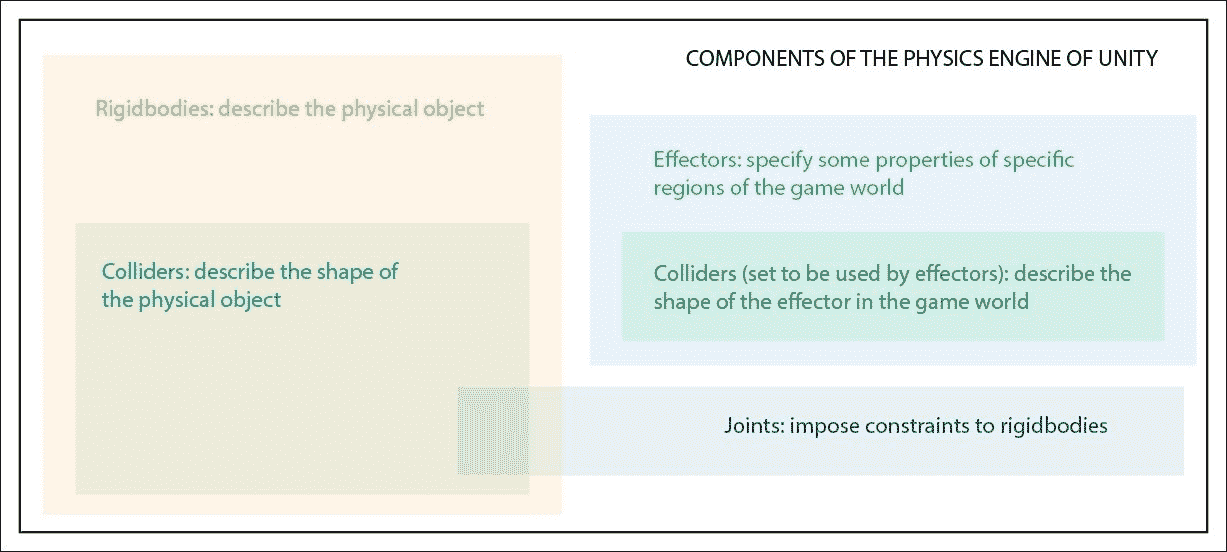 COMPONENTS OF THE PHYSICS ENGINE OF UNITY
Rigidbodies: describe the physical object
Colliders: describe the shape of
the physical object
Effectors: specify some properties of specific
regions of the game world
Colliders (set to be used by effectors): describe the
shape of the effector in the game world
Joints: impose constraints to rigidbodies